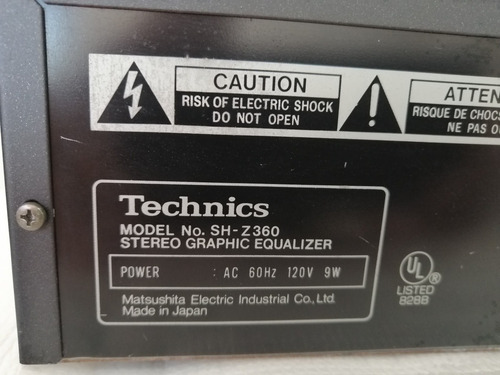 CAUTION
RISK OF ELECTRIC SHOCK
DO NOT OPEN
ATTEN
RISQUE DE CHOCS
NE PAS O
Technics
MODEL No. SH-Z360
STEREO GRAPHIC EQUALIZER
POWER : AC 60Hz 120V 9W
Matsushita Electric Industrial Co., Ltd.
Made in Japan
UL ®
LISTED
828B